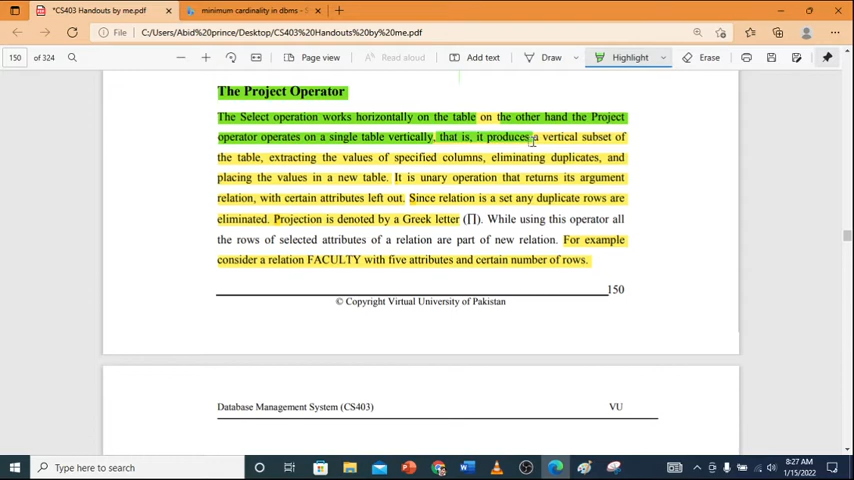 *CS403 Handouts by me.pdf
minimum cardinality in dbms - S
File
C:/Users/Abid%20prince/Desktop/CS403%20Handouts%20by%20me.pdf
150 of 324
Page view
Read aloud
Add text
Draw
Highlight
Erase
The Project Operator
The Select operation works horizontally on the table on the other hand the Project
operator operates on a single table vertically, that is, it produces a vertical subset of
the table, extracting the values of specified columns, eliminating duplicates, and
placing the values in a new table. It is unary operation that returns its argument
relation, with certain attributes left out. Since relation is a set any duplicate rows are
eliminated. Projection is denoted by a Greek letter (∏). While using this operator all
the rows of selected attributes of a relation are part of new relation. For example
consider a relation FACULTY with five attributes and certain number of rows.
150
© Copyright Virtual University of Pakistan
Database Management System (CS403)
VU
Type here to search
8:27 AM
1/15/2022